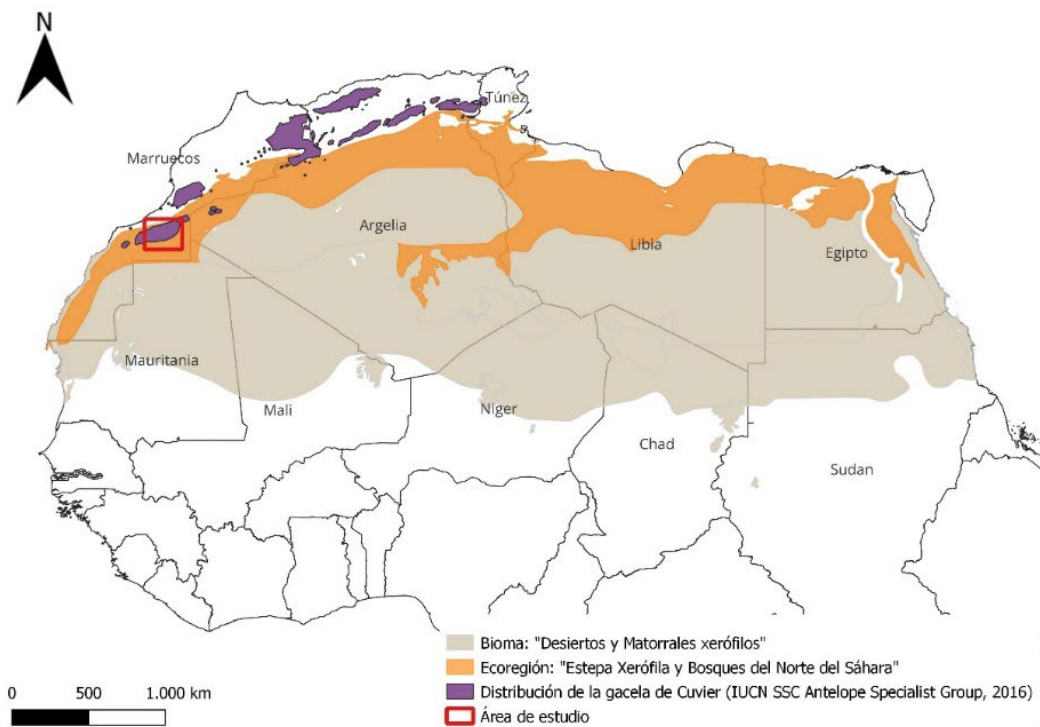 N
Túnez
Marruecos
Argelia
Libia
Egipto
Mauritania
Mali
Niger
Chad
Sudan
Bioma: "Desiertos y Matorrales xerófilos"
Ecoregión: "Estepa Xerófila y Bosques del Norte del Sáhara"
0 500 1.000 km
Distribución de la gacela de Cuvier (IUCN SSC Antelope Specialist Group, 2016)
Área de estudio